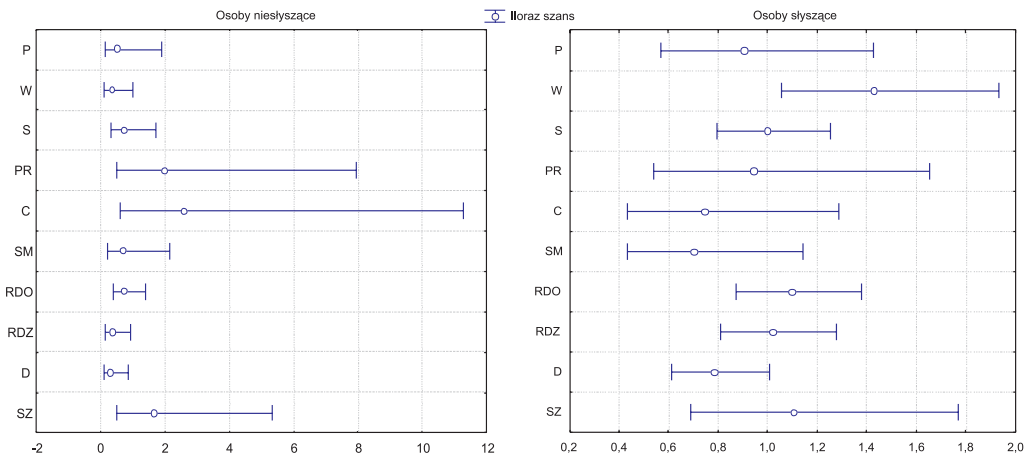 Osoby niesłyszące
Iloraz szans
Osoby słyszące
P
W
S
PR
C
SM
RDO
RDZ
D
SZ
-2 0 2 4 6 8 10 12
P
W
S
PR
C
SM
RDO
RDZ
D
SZ
0,2 0,4 0,6 0,8 1,0 1,2 1,4 1,6 1,8 2,0